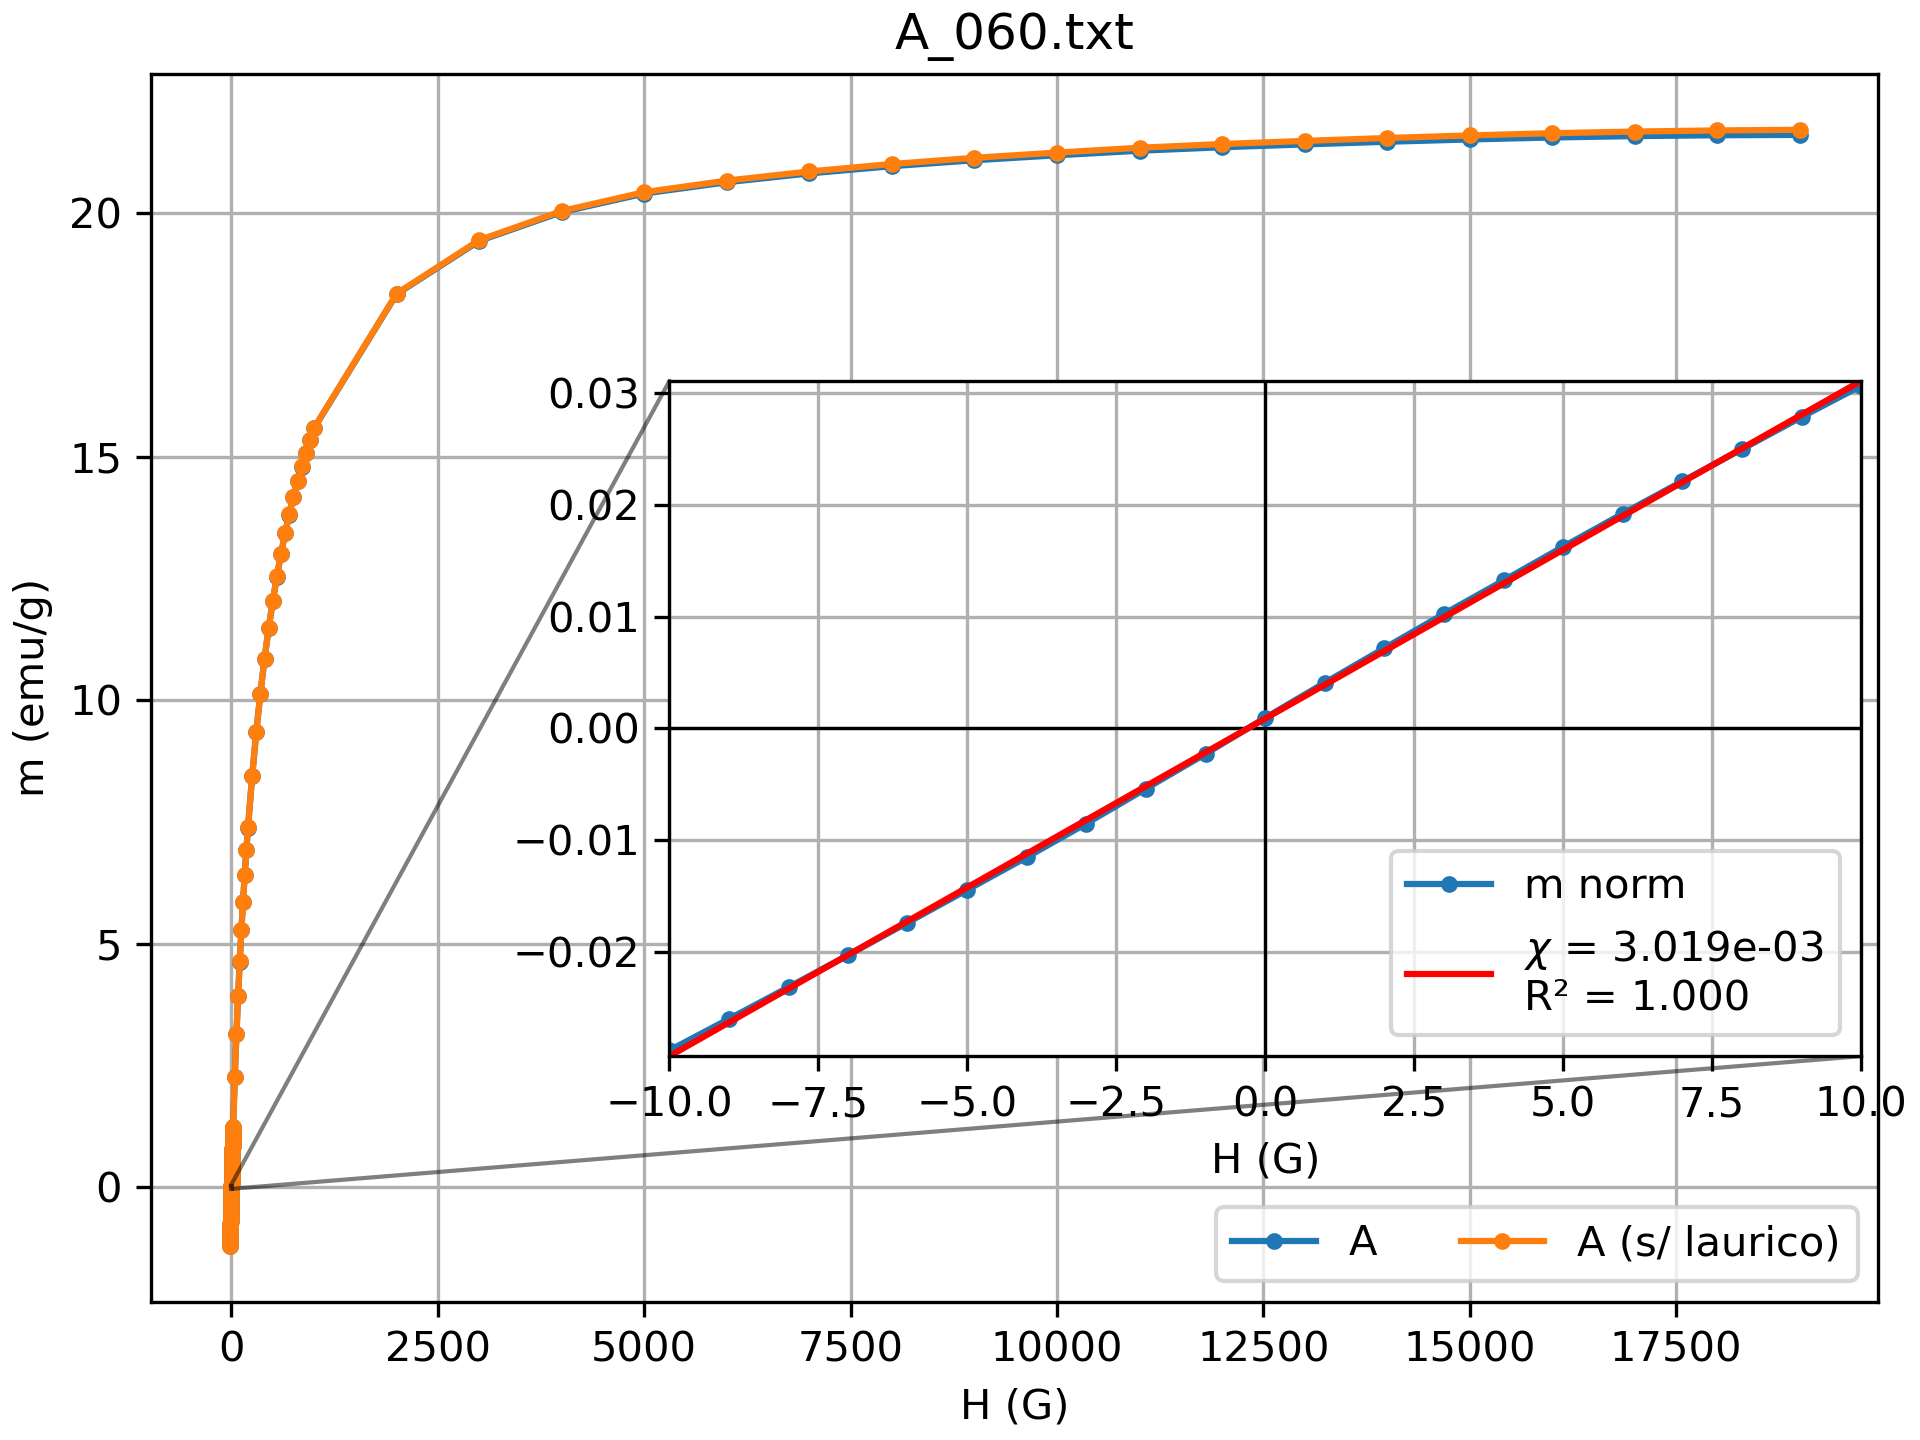 A_060.txt
m (emu/g)
20
15
10
5
0
0.03
0.02
0.01
0.00
−0.01
−0.02
m norm
χ = 3.019e-03
R² = 1.000
−10.0 −7.5 −5.0 −2.5 0.0 2.5 5.0 7.5 10.0
H (G)
A A (s/ laurico)
0 2500 5000 7500 10000 12500 15000 17500
H (G)